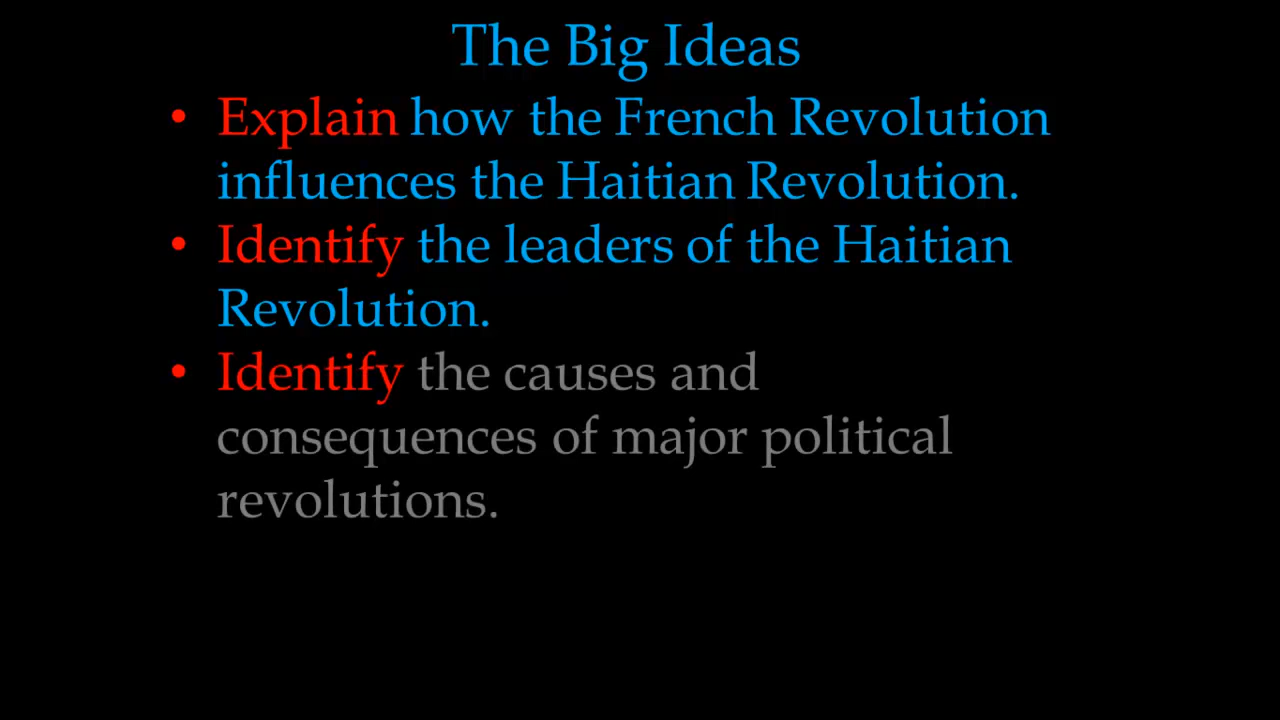 The Big Ideas
• Explain how the French Revolution
influences the Haitian Revolution.
• Identify the leaders of the Haitian
Revolution.
• Identify the causes and
consequences of major political
revolutions.